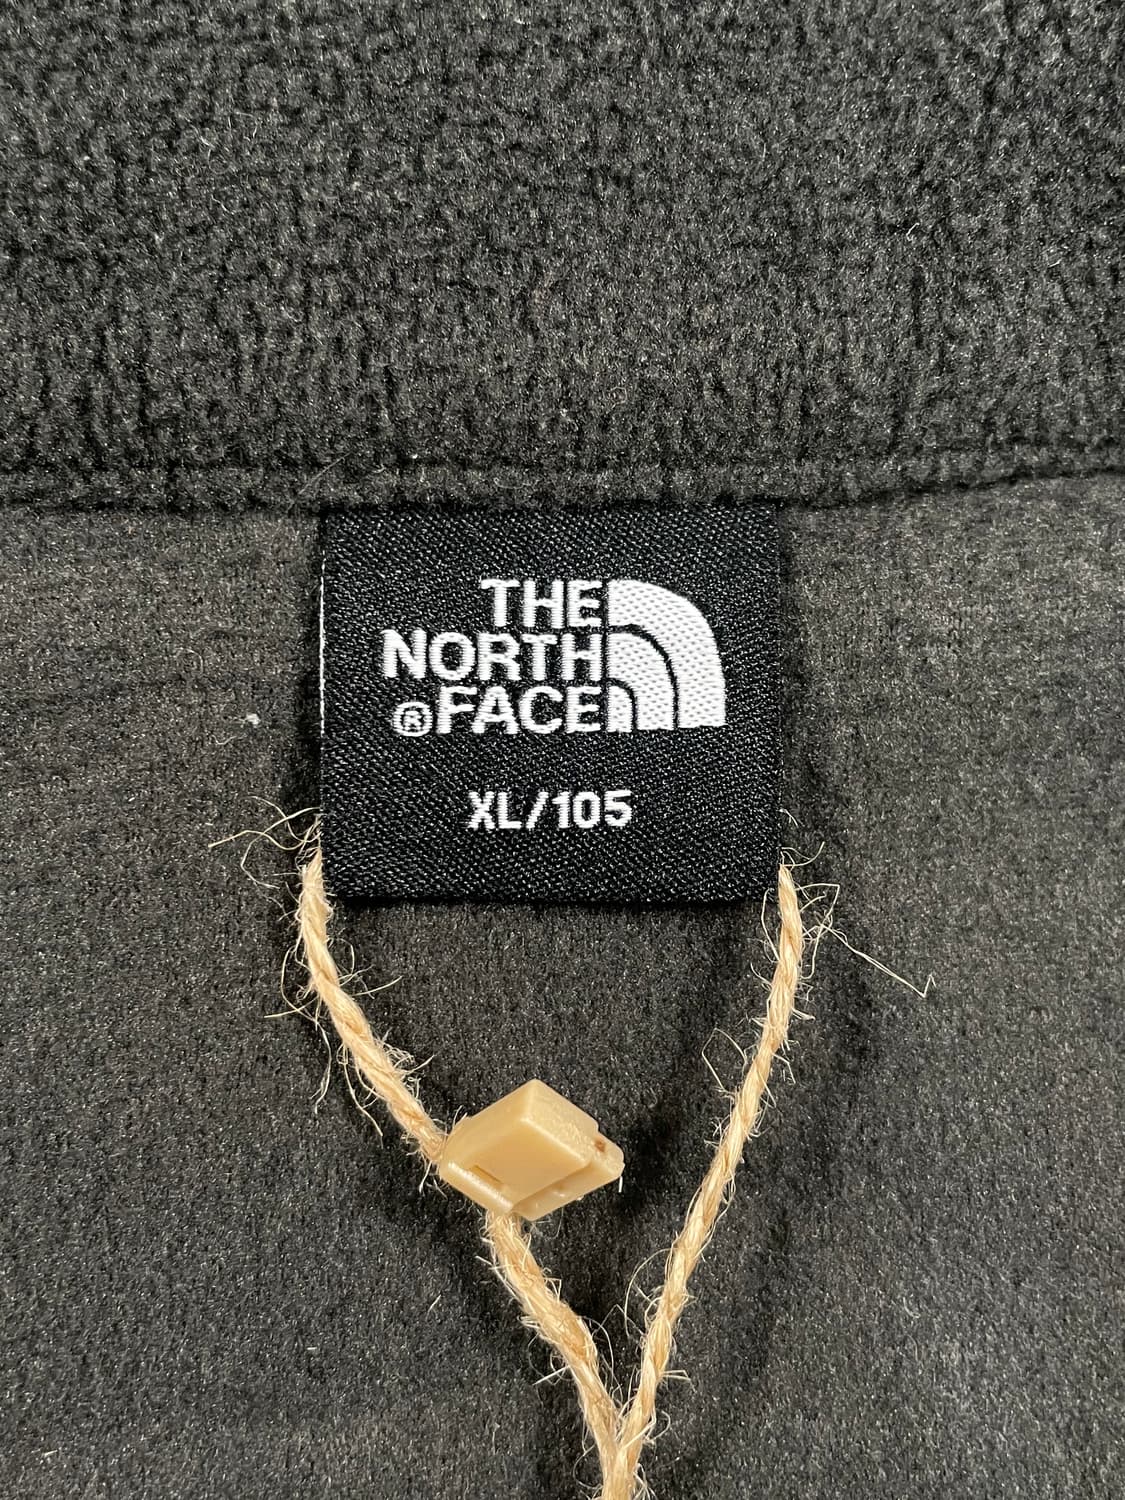 THE
NORTH
®FACE
XL/105